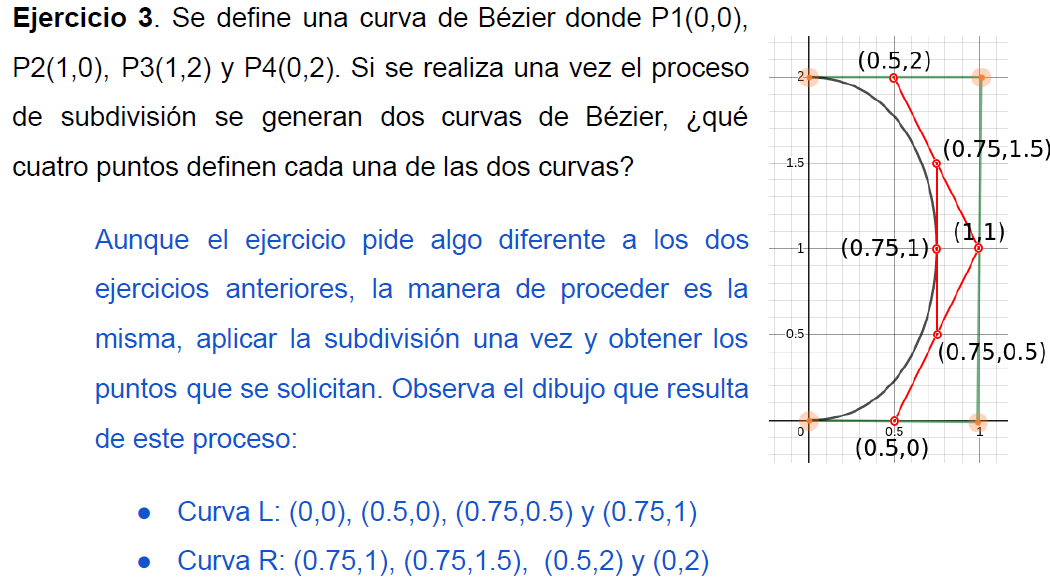 Ejercicio 3. Se define una curva de Bézier donde P1(0,0),
P2(1,0), P3(1,2) y P4(0,2). Si se realiza una vez el proceso
de subdivisión se generan dos curvas de Bézier, ¿qué
cuatro puntos definen cada una de las dos curvas?
Aunque el ejercicio pide algo diferente a los dos
ejercicios anteriores, la manera de proceder es la
misma, aplicar la subdivisión una vez y obtener los
puntos que se solicitan. Observa el dibujo que resulta
de este proceso:
● Curva L: (0,0), (0.5,0), (0.75,0.5) y (0.75,1)
● Curva R: (0.75,1), (0.75,1.5), (0.5,2) y (0,2)
(0.5,2)
2
(0.75,1.5)
1.5
(1,1)
(0.75,1)
1
0.5
(0.75,0.5)
0
0.5
1
(0.5,0)